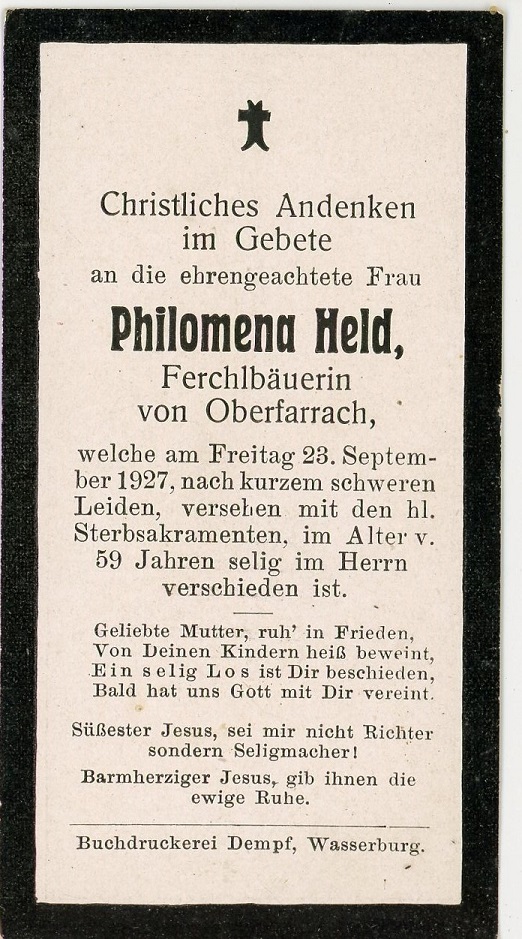 Christliches Andenken
im Gebete
an die ehrengeachtete Frau
Philomena Held,
Ferchlbäuerin
von Oberfarrach,
welche am Freitag 23. Septem-
ber 1927, nach kurzem schweren
Leiden, versehen mit den hl.
Sterbsakramenten, im Alter v.
59 Jahren selig im Herrn
verschieden ist.
Geliebte Mutter, ruh' in Frieden,
Von Deinen Kindern heiß beweint,
Ein selig Los ist Dir beschieden,
Bald hat uns Gott mit Dir vereint.
Süßester Jesus, sei mir nicht Richter
sondern Seligmacher!
Barmherziger Jesus, gib ihnen die
ewige Ruhe.
Buchdruckerei Dempf, Wasserburg.